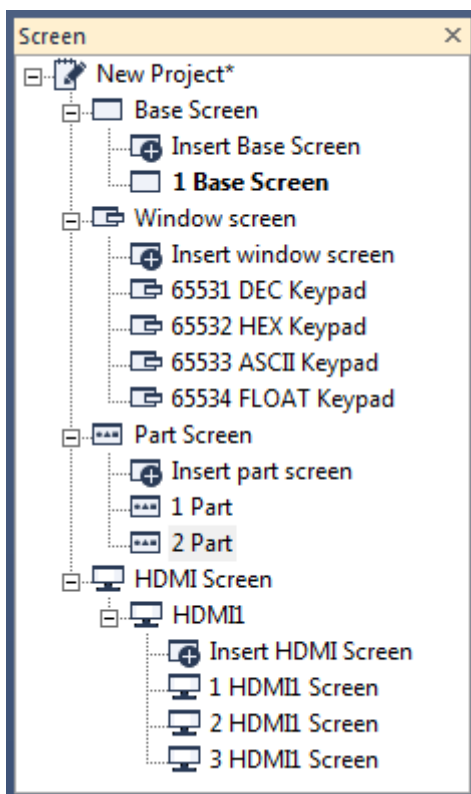 Screen
New Project*
Base Screen
Insert Base Screen
1 Base Screen
Window screen
Insert window screen
65531 DEC Keypad
65532 HEX Keypad
65533 ASCII Keypad
65534 FLOAT Keypad
Part Screen
Insert part screen
1 Part
2 Part
HDMI Screen
HDMI1
Insert HDMI Screen
1 HDMI1 Screen
2 HDMI1 Screen
3 HDMI1 Screen